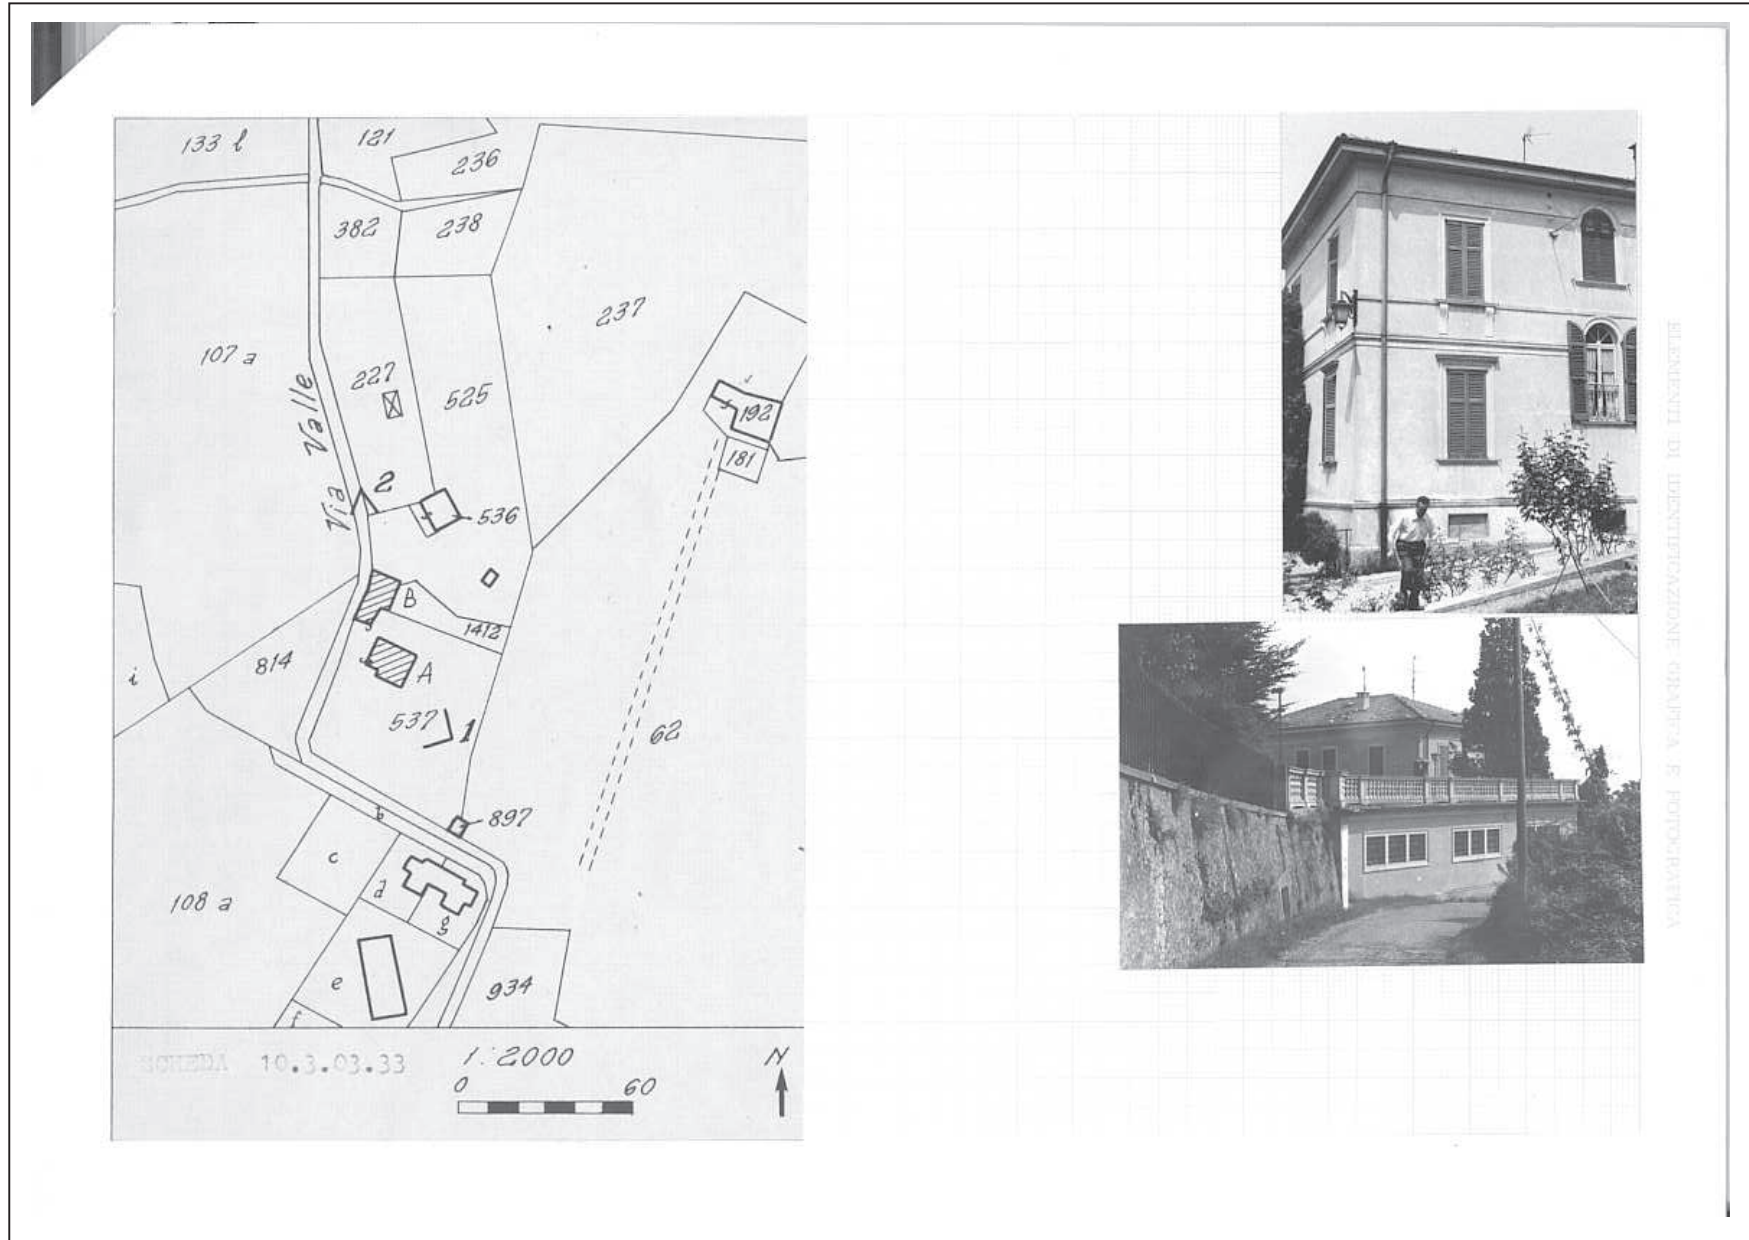 133 l
121
236
382
238
237
107 a
227
525
192
181
Via Valle
2
536
B
1412
814
A
i
537
1
62
b
897
c
d
108 a
g
e
934
f
SCHEDA 10.3.03.33
1:2000
N
0
60
ELEMENTI DI IDENTIFICAZIONE GRAFICA E FOTOGRAFICA